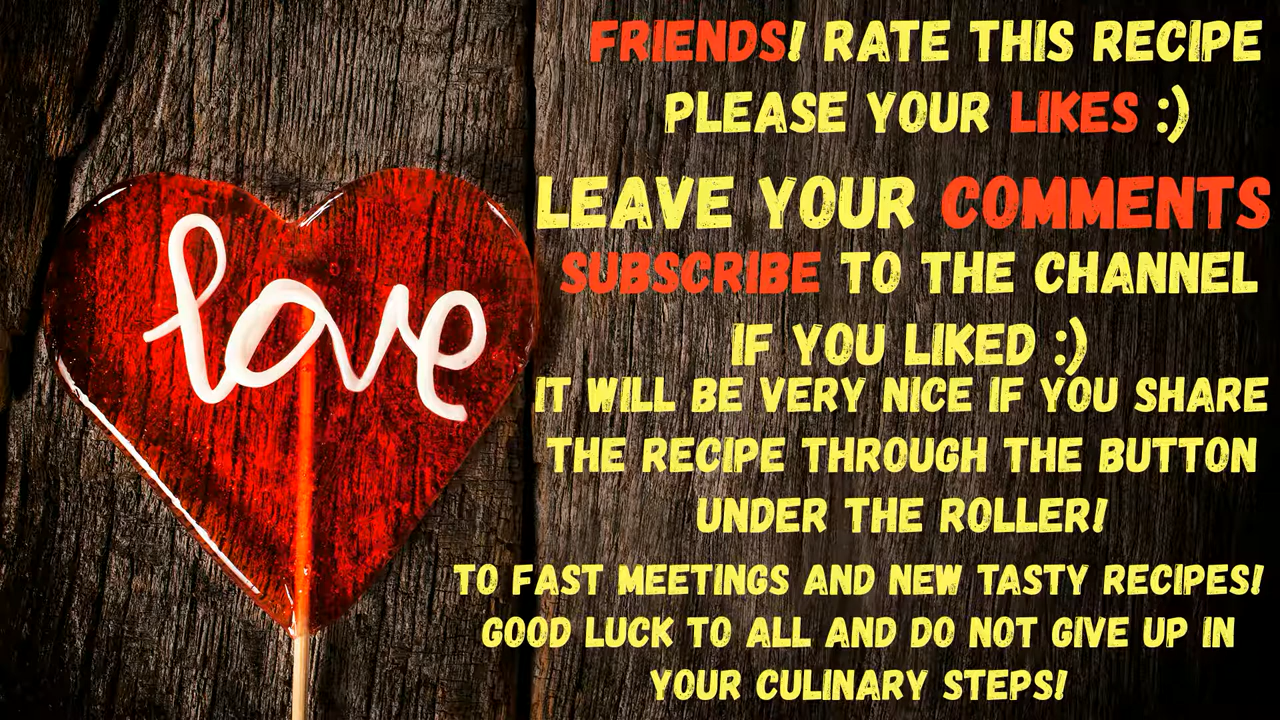 love
FRIENDS! RATE THIS RECIPE
PLEASE YOUR LIKES :)
LEAVE YOUR COMMENTS
SUBSCRIBE TO THE CHANNEL
IF YOU LIKED :)
IT WILL BE VERY NICE IF YOU SHARE
THE RECIPE THROUGH THE BUTTON
UNDER THE ROLLER!
TO FAST MEETINGS AND NEW TASTY RECIPES!
GOOD LUCK TO ALL AND DO NOT GIVE UP IN
YOUR CULINARY STEPS!